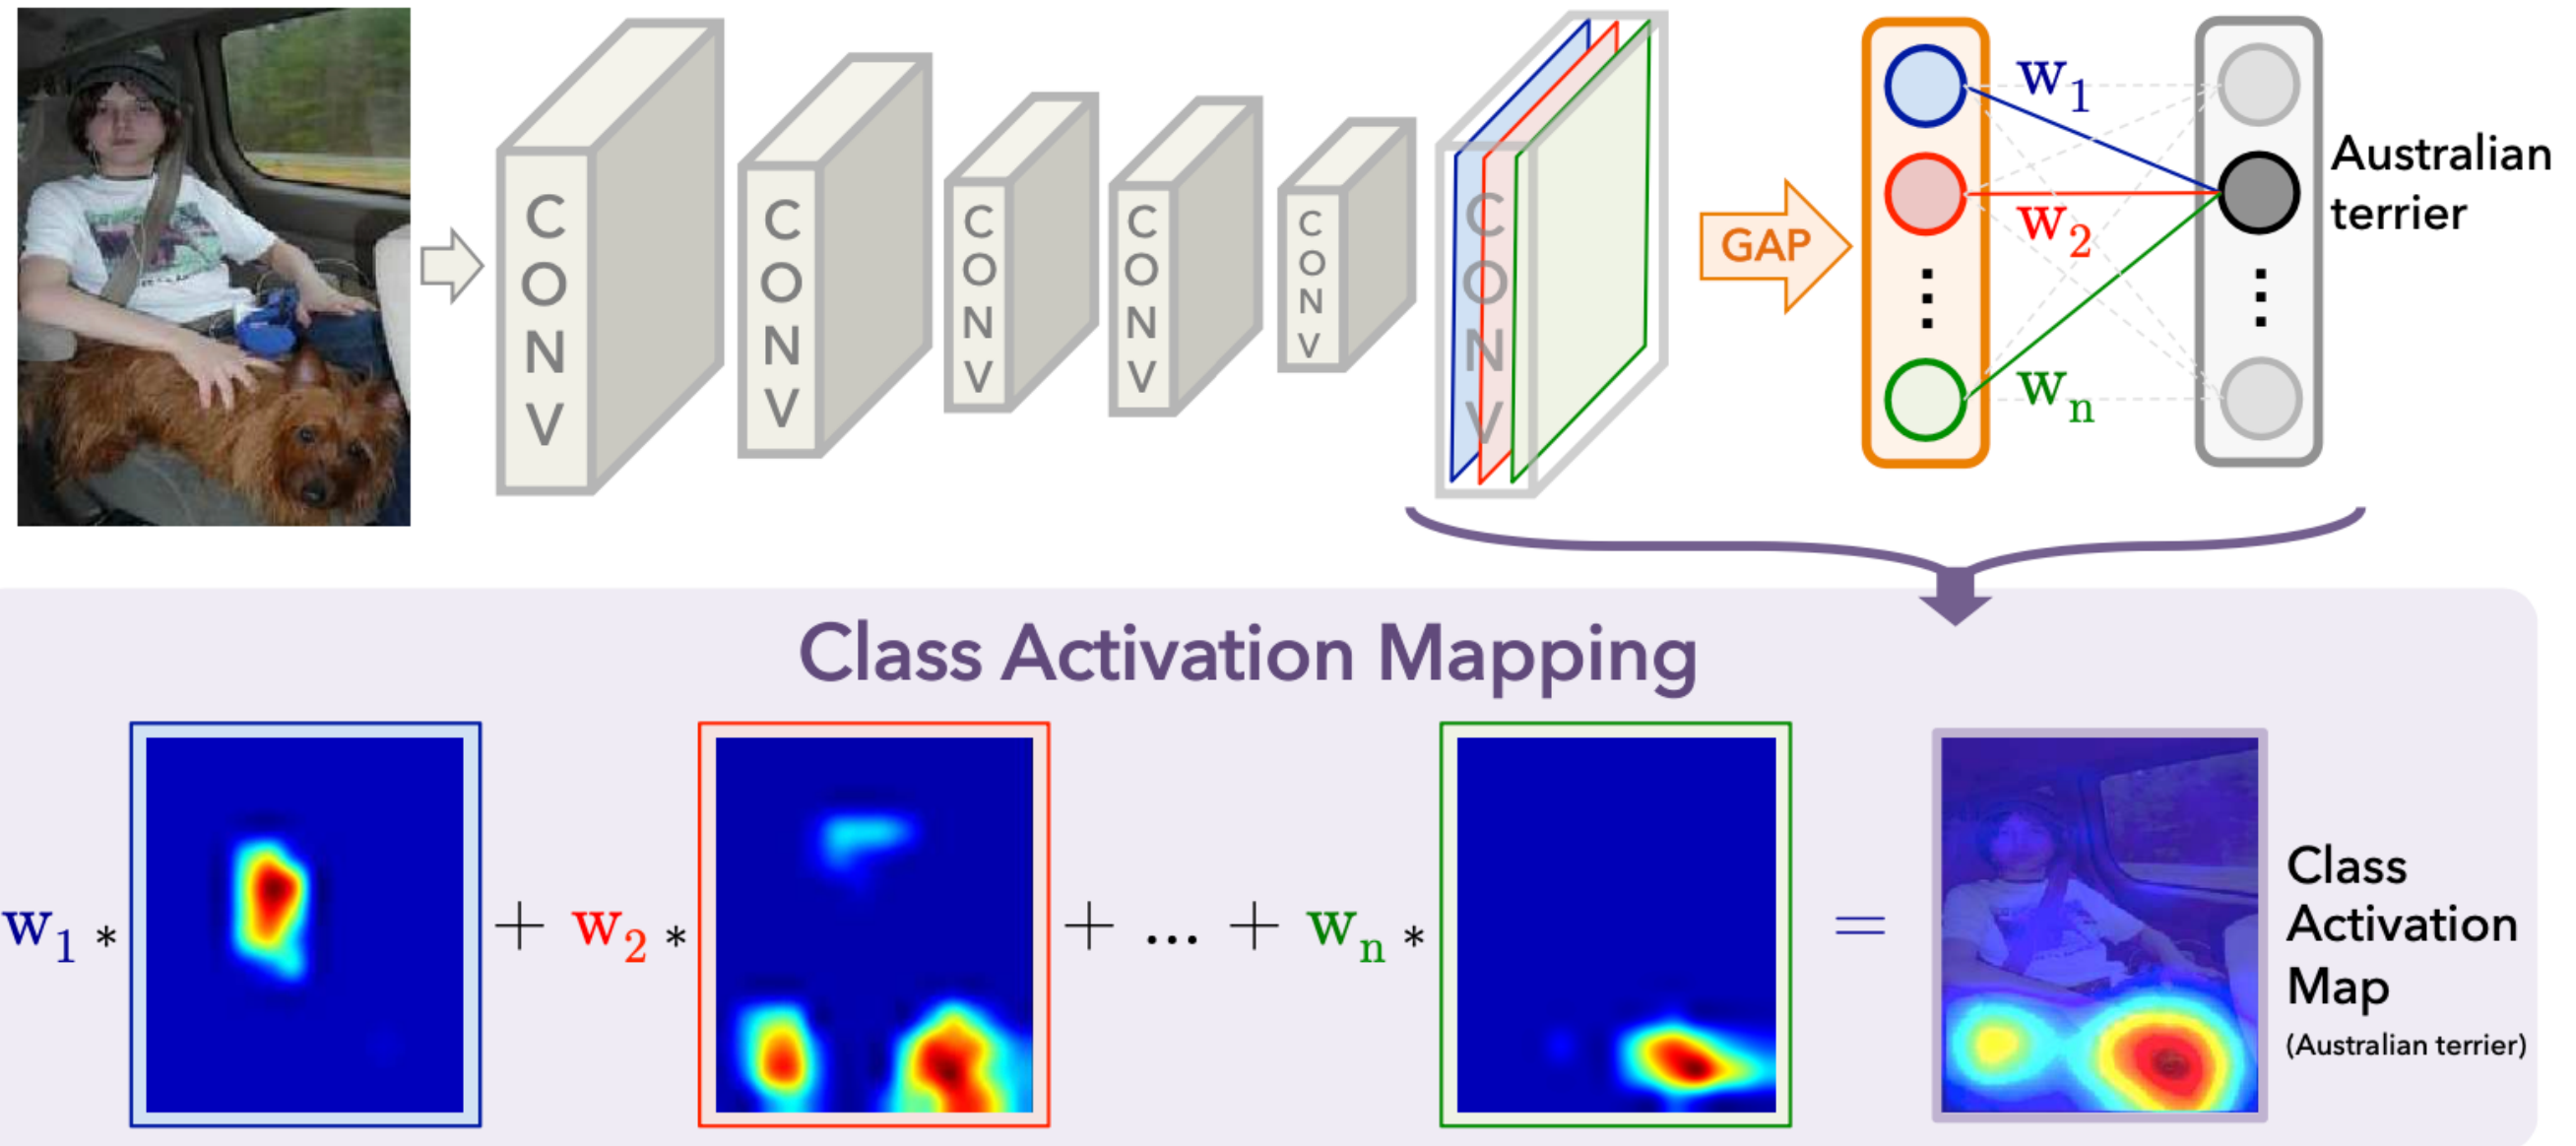 CONV
CONV
CONV
CONV
CONV
CONV
GAP
w1
w2
wn
Australian
terrier
Class Activation Mapping
w1 * + w2 * + ... + wn * =
Class
Activation
Map
(Australian terrier)